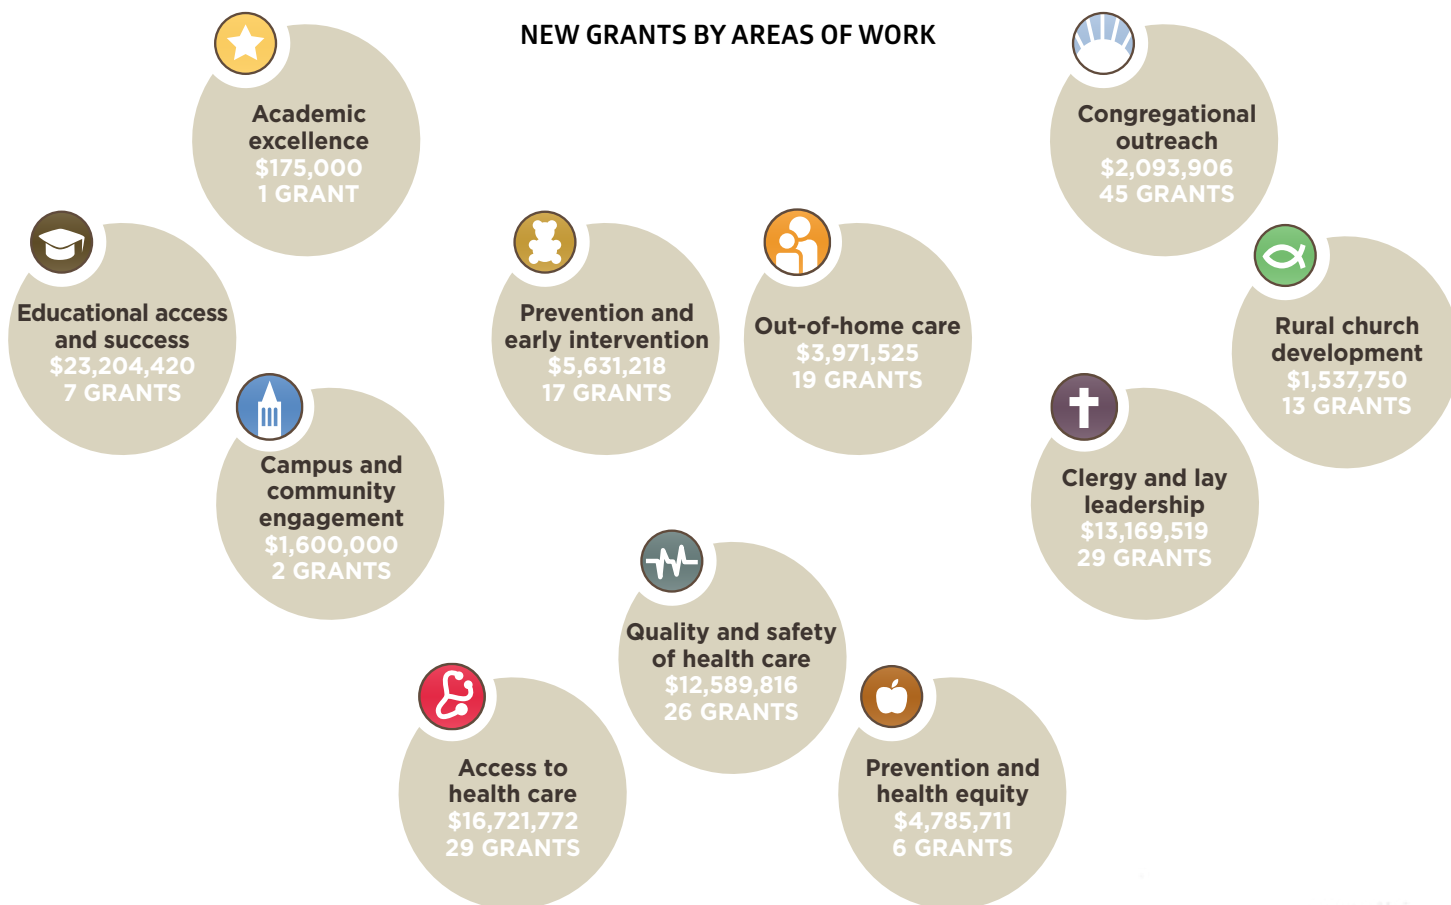 NEW GRANTS BY AREAS OF WORK
Academic
excellence
$175,000
1 GRANT
Congregational
outreach
$2,093,906
45 GRANTS
Educational access
and success
$23,204,420
7 GRANTS
Prevention and
early intervention
$5,631,218
17 GRANTS
Out-of-home care
$3,971,525
19 GRANTS
Rural church
development
$1,537,750
13 GRANTS
Campus and
community
engagement
$1,600,000
2 GRANTS
Clergy and lay
leadership
$13,169,519
29 GRANTS
Quality and safety
of health care
$12,589,816
26 GRANTS
Access to
health care
$16,721,772
29 GRANTS
Prevention and
health equity
$4,785,711
6 GRANTS